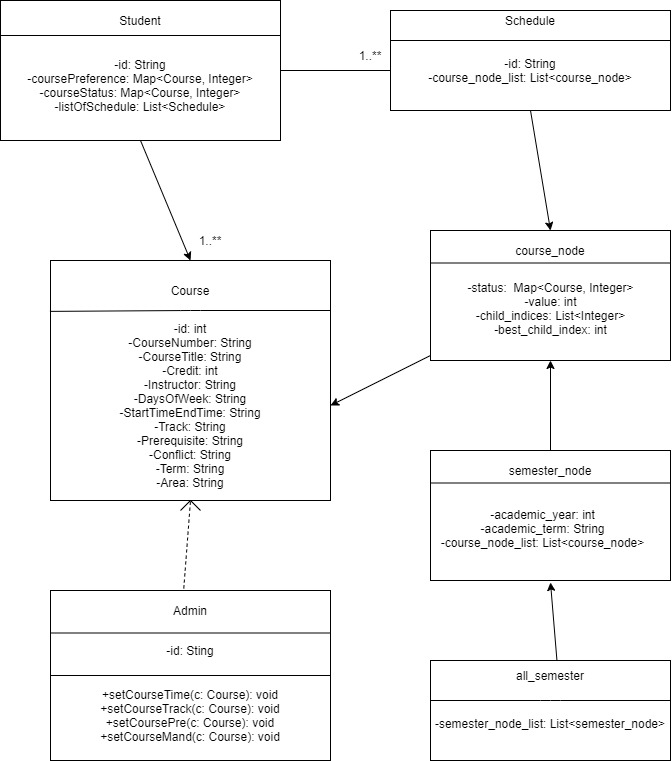 Student
-id: String
-coursePreference: Map<Course, Integer>
-courseStatus: Map<Course, Integer>
-listOfSchedule: List<Schedule>
1..**
Schedule
-id: String
-course_node_list: List<course_node>
1..**
Course
-id: int
-CourseNumber: String
-CourseTitle: String
-Credit: int
-Instructor: String
-DaysOfWeek: String
-StartTimeEndTime: String
-Track: String
-Prerequisite: String
-Conflict: String
-Term: String
-Area: String
course_node
-status:  Map<Course, Integer>
-value: int
-child_indices: List<Integer>
-best_child_index: int
semester_node
-academic_year: int
-academic_term: String
-course_node_list: List<course_node>
Admin
-id: Sting
+setCourseTime(c: Course): void
+setCourseTrack(c: Course): void
+setCoursePre(c: Course): void
+setCourseMand(c: Course): void
all_semester
-semester_node_list: List<semester_node>